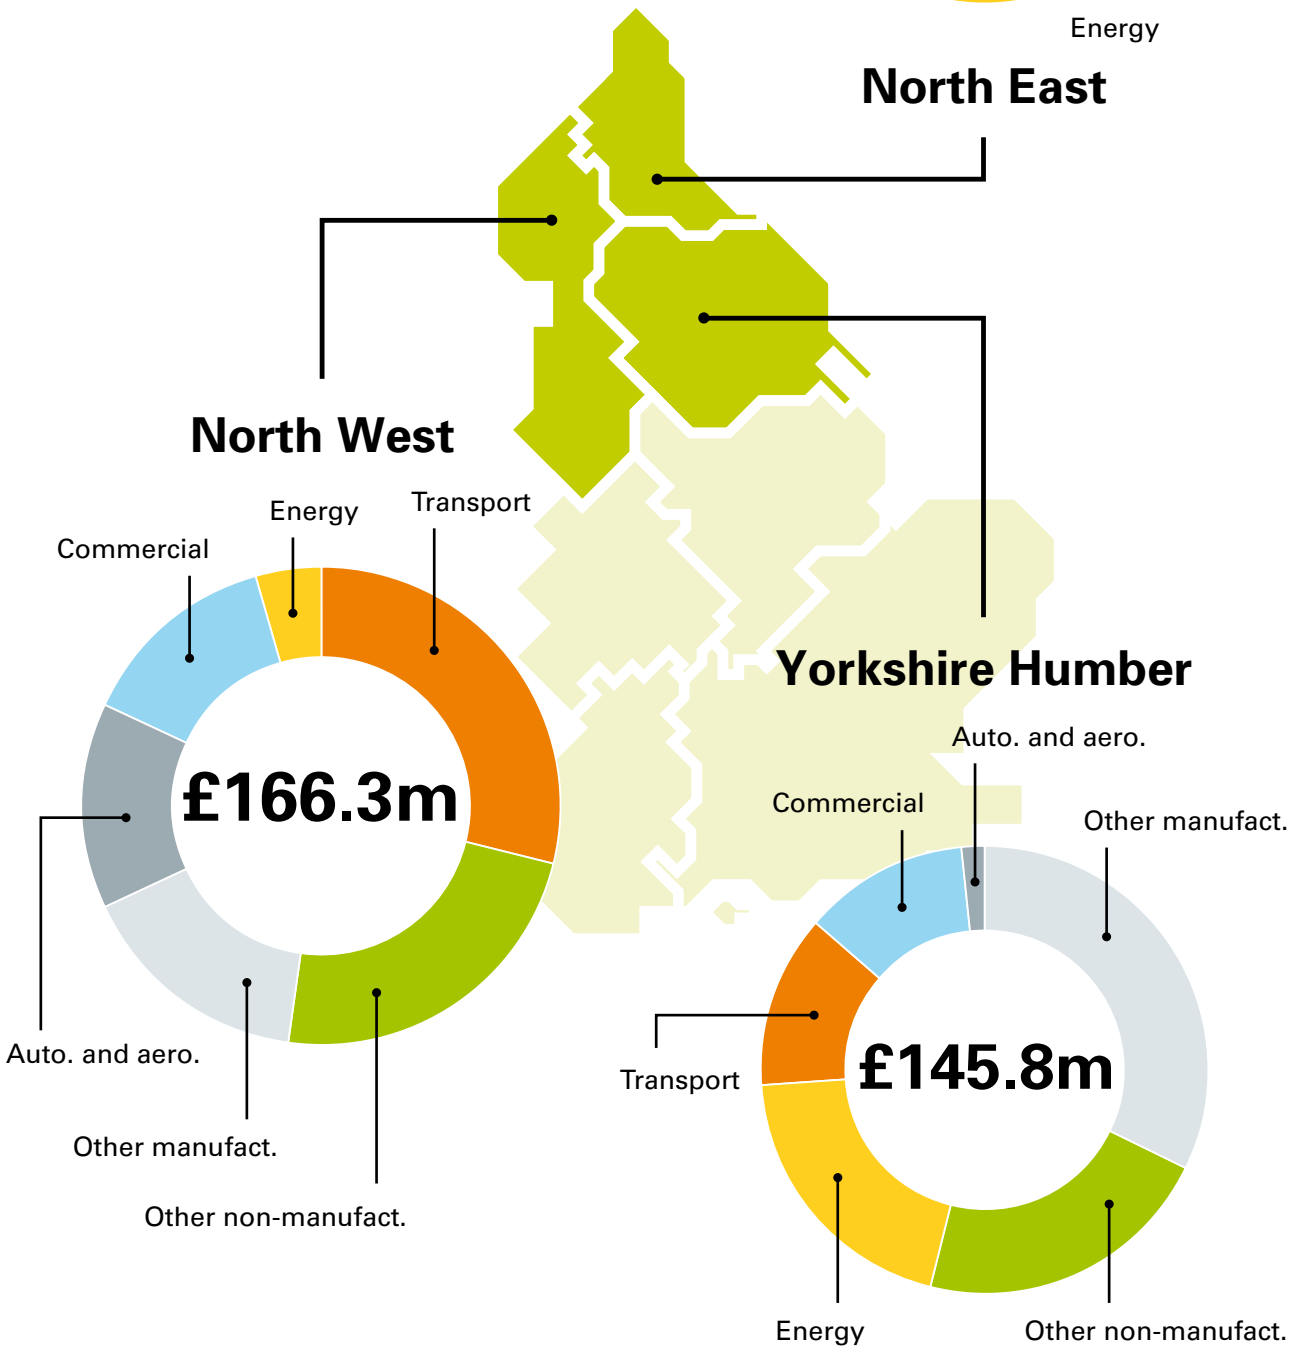 Energy
North East
North West
Energy
Transport
Commercial
£166.3m
Auto. and aero.
Other manufact.
Other non-manufact.
Yorkshire Humber
Auto. and aero.
Commercial
Other manufact.
Transport
£145.8m
Energy
Other non-manufact.